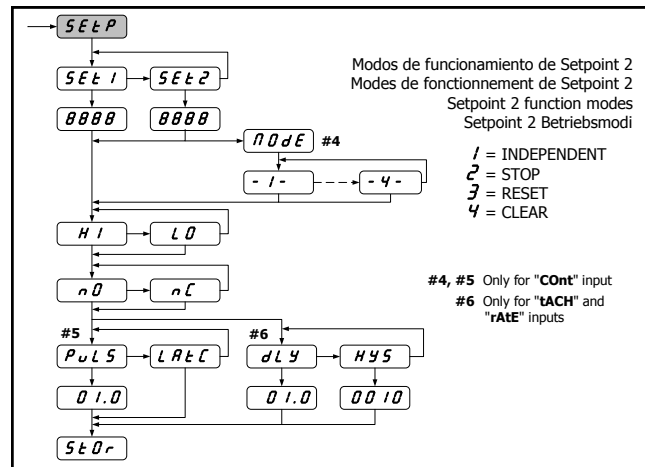 SEtP
SEt1 SEt2
8888 8888
Modos de funcionamiento de Setpoint 2
Modes de fonctionnement de Setpoint 2
Setpoint 2 function modes
Setpoint 2 Betriebsmodi
nOdE #4
- 1 - - 4 -
1 = INDEPENDENT
2 = STOP
3 = RESET
4 = CLEAR
HI LO
nO nC
#4, #5 Only for "COnt" input
#6 Only for "tACH" and
"rAtE" inputs
#5 #6
PuLS LAtC dLY HYS
01.0 01.0 0010
StOr